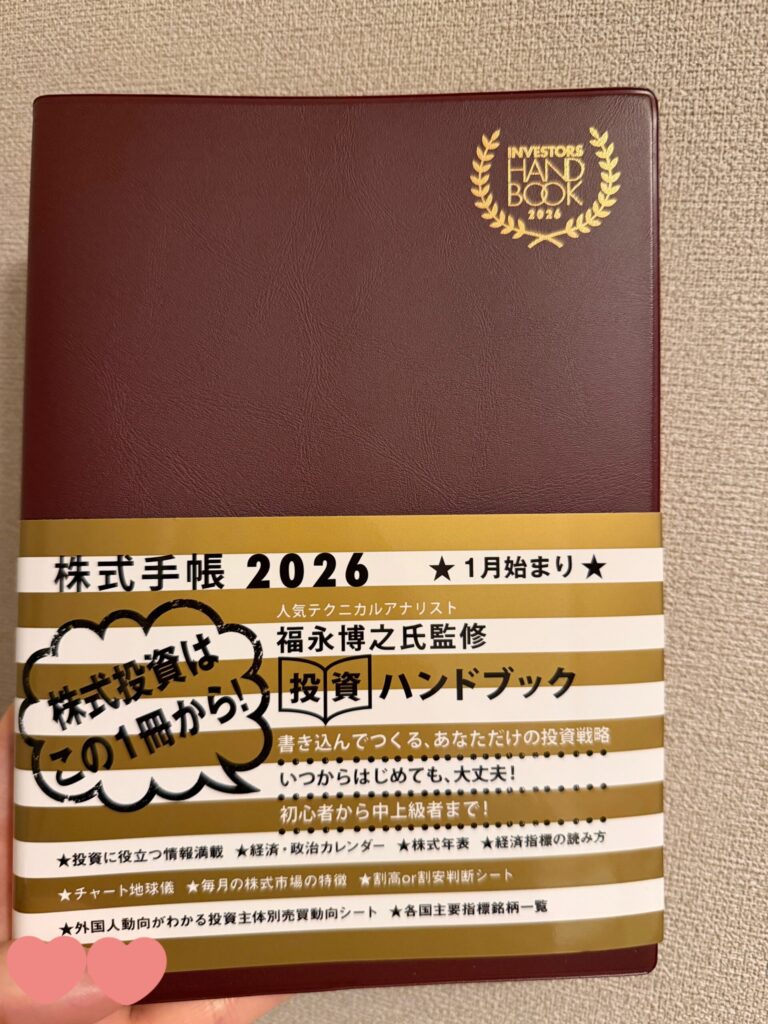 INVESTORS
HAND
BOOK
2026
株式手帳 2026
★1月始まり★
株式投資は
この1冊から!
人気テクニカルアナリスト
福永博之氏監修
投資ハンドブック
書き込んでつくる、あなただけの投資戦略
いつからはじめても、大丈夫!
初心者から中上級者まで!
★投資に役立つ情報満載 ★経済・政治カレンダー ★株式年表 ★経済指標の読み方
★チャート地球儀 ★毎月の株式市場の特徴 ★割高or割安判断シート
★外国人動向がわかる投資主体別売買動向シート ★各国主要指標銘柄一覧